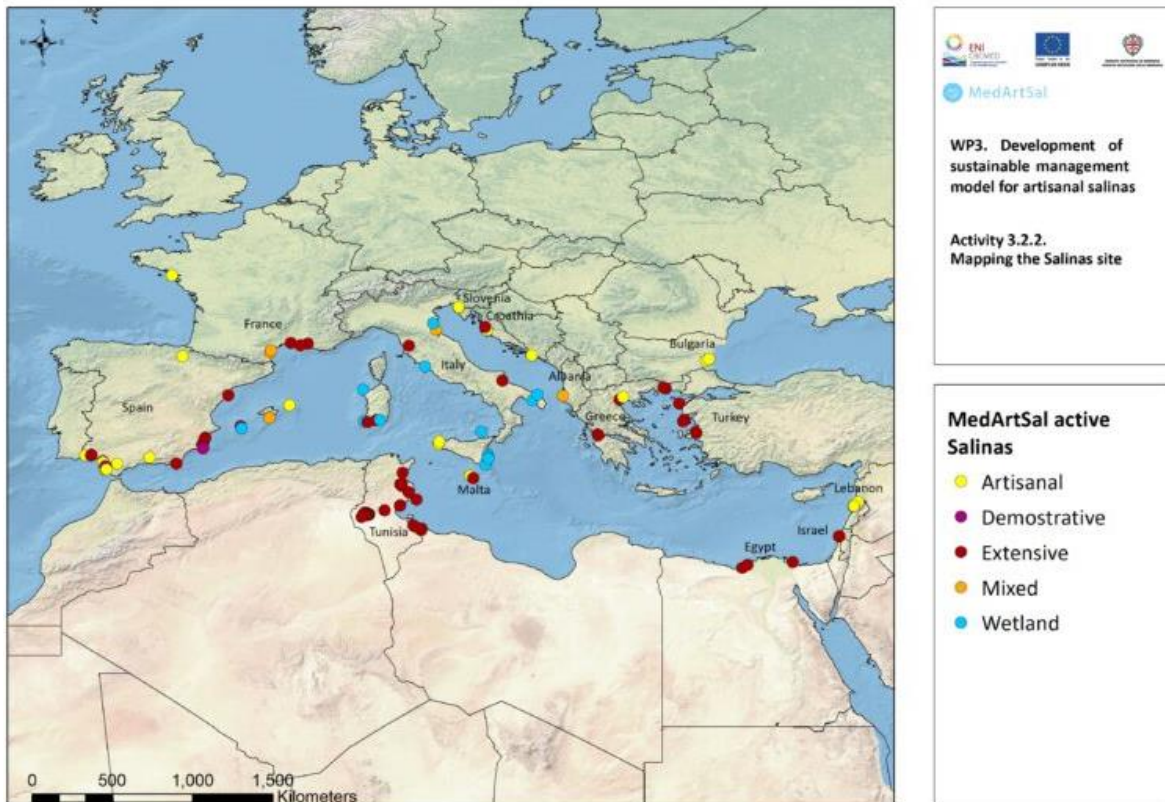 Slovenia
Croathia
France
Bulgaria
Italy
Albania
Spain
Greece
Turkey
Malta
Lebanon
Tunisia
Israel
Egypt
0 500 1,000 1,500
Kilometers
ENI
CBCMED
MedArtSal
WP3. Development of
sustainable management
model for artisanal salinas
Activity 3.2.2.
Mapping the Salinas site
MedArtSal active
Salinas
Artisanal
Demostrative
Extensive
Mixed
Wetland